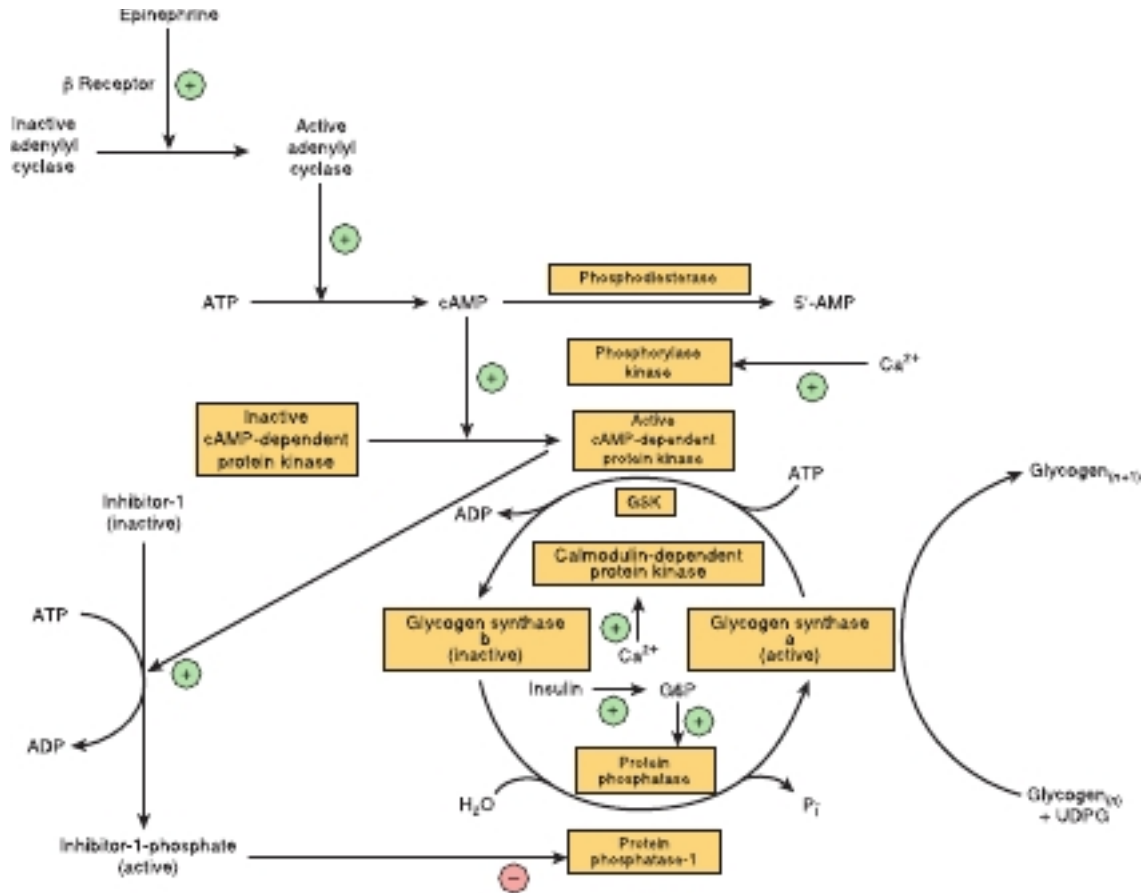 Epinephrine
β Receptor
+
Inactive
adenylyl
cyclase
Active
adenylyl
cyclase
+
Phosphodiesterase
ATP
cAMP
5'-AMP
Phosphorylase
kinase
Ca2+
+
+
Inactive
cAMP-dependent
protein kinase
Active
cAMP-dependent
protein kinase
ATP
Glycogen(n+1)
Inhibitor-1
(inactive)
ADP
GSK
Calmodulin-dependent
protein kinase
ATP
Glycogen synthase
b
(inactive)
+
Ca2+
Glycogen synthase
a
(active)
+
Insulin
+
G6P
+
ADP
Protein
phosphatase
H2O
Pi
Glycogen(n)
+ UDPG
Inhibitor-1-phosphate
(active)
−
Protein
phosphatase-1